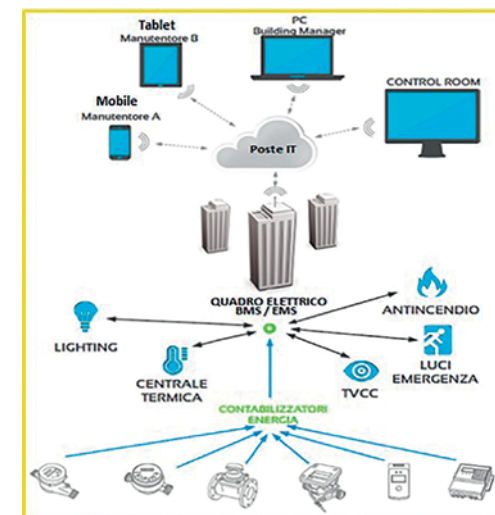 PC
Building Manager
Tablet
Manutentore B
CONTROL ROOM
Mobile
Manutentore A
Poste IT
QUADRO ELETTRICO
BMS / EMS
ANTINCENDIO
LIGHTING
LUCI
EMERGENZA
CENTRALE
TERMICA
TVCC
CONTABILIZZATORI
ENERGIA